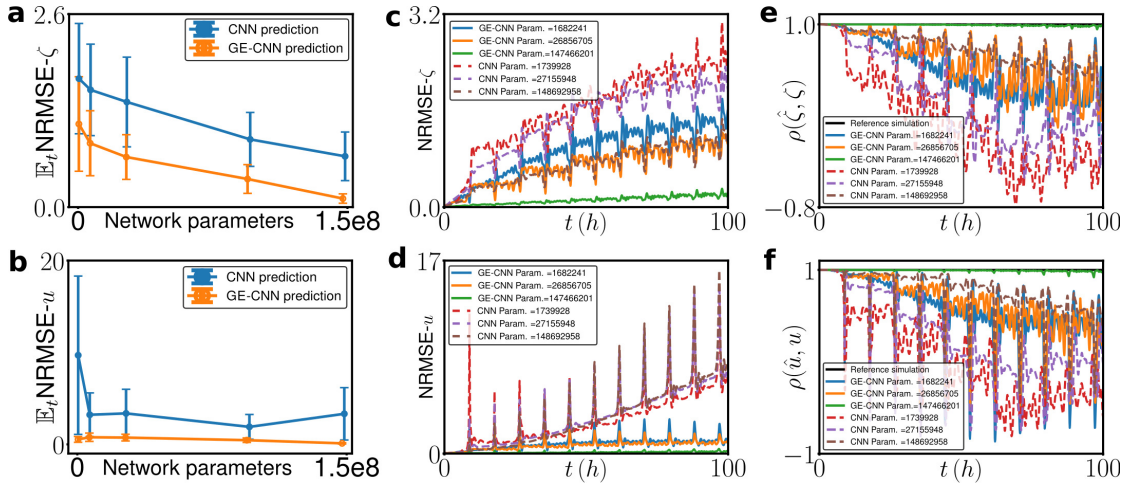 a
2.6
CNN prediction
GE-CNN prediction
𝔼ₜNRMSE-ζ
0.0
0
Network parameters
1.5e8
b
20
CNN prediction
GE-CNN prediction
𝔼ₜNRMSE-u
0
0
Network parameters
1.5e8
c
3.2
GE-CNN Param.=1682241
GE-CNN Param.=26856705
GE-CNN Param.=147466201
CNN Param.=1739928
CNN Param.=27155948
CNN Param.=148692958
NRMSE-ζ
0.0
0
t (h)
100
d
17
GE-CNN Param. =1682241
GE-CNN Param. =26856705
GE-CNN Param.=147466201
CNN Param. =1739928
CNN Param. =27155948
CNN Param. =148692958
NRMSE-u
0
0
t (h)
100
e
1.0
ρ(ζ̂, ζ)
Reference simulation
GE-CNN Param.=1682241
GE-CNN Param.=26856705
GE-CNN Param.=147466201
CNN Param. =1739928
CNN Param. =27155948
CNN Param. =148692958
−0.8
0
t (h)
100
f
1
ρ(û, u)
Reference simulation
GE-CNN Param. =1682241
GE-CNN Param. =26856705
GE-CNN Param.=147466201
CNN Param. =1739928
CNN Param. =27155948
CNN Param. =148692958
−1
0
t (h)
100